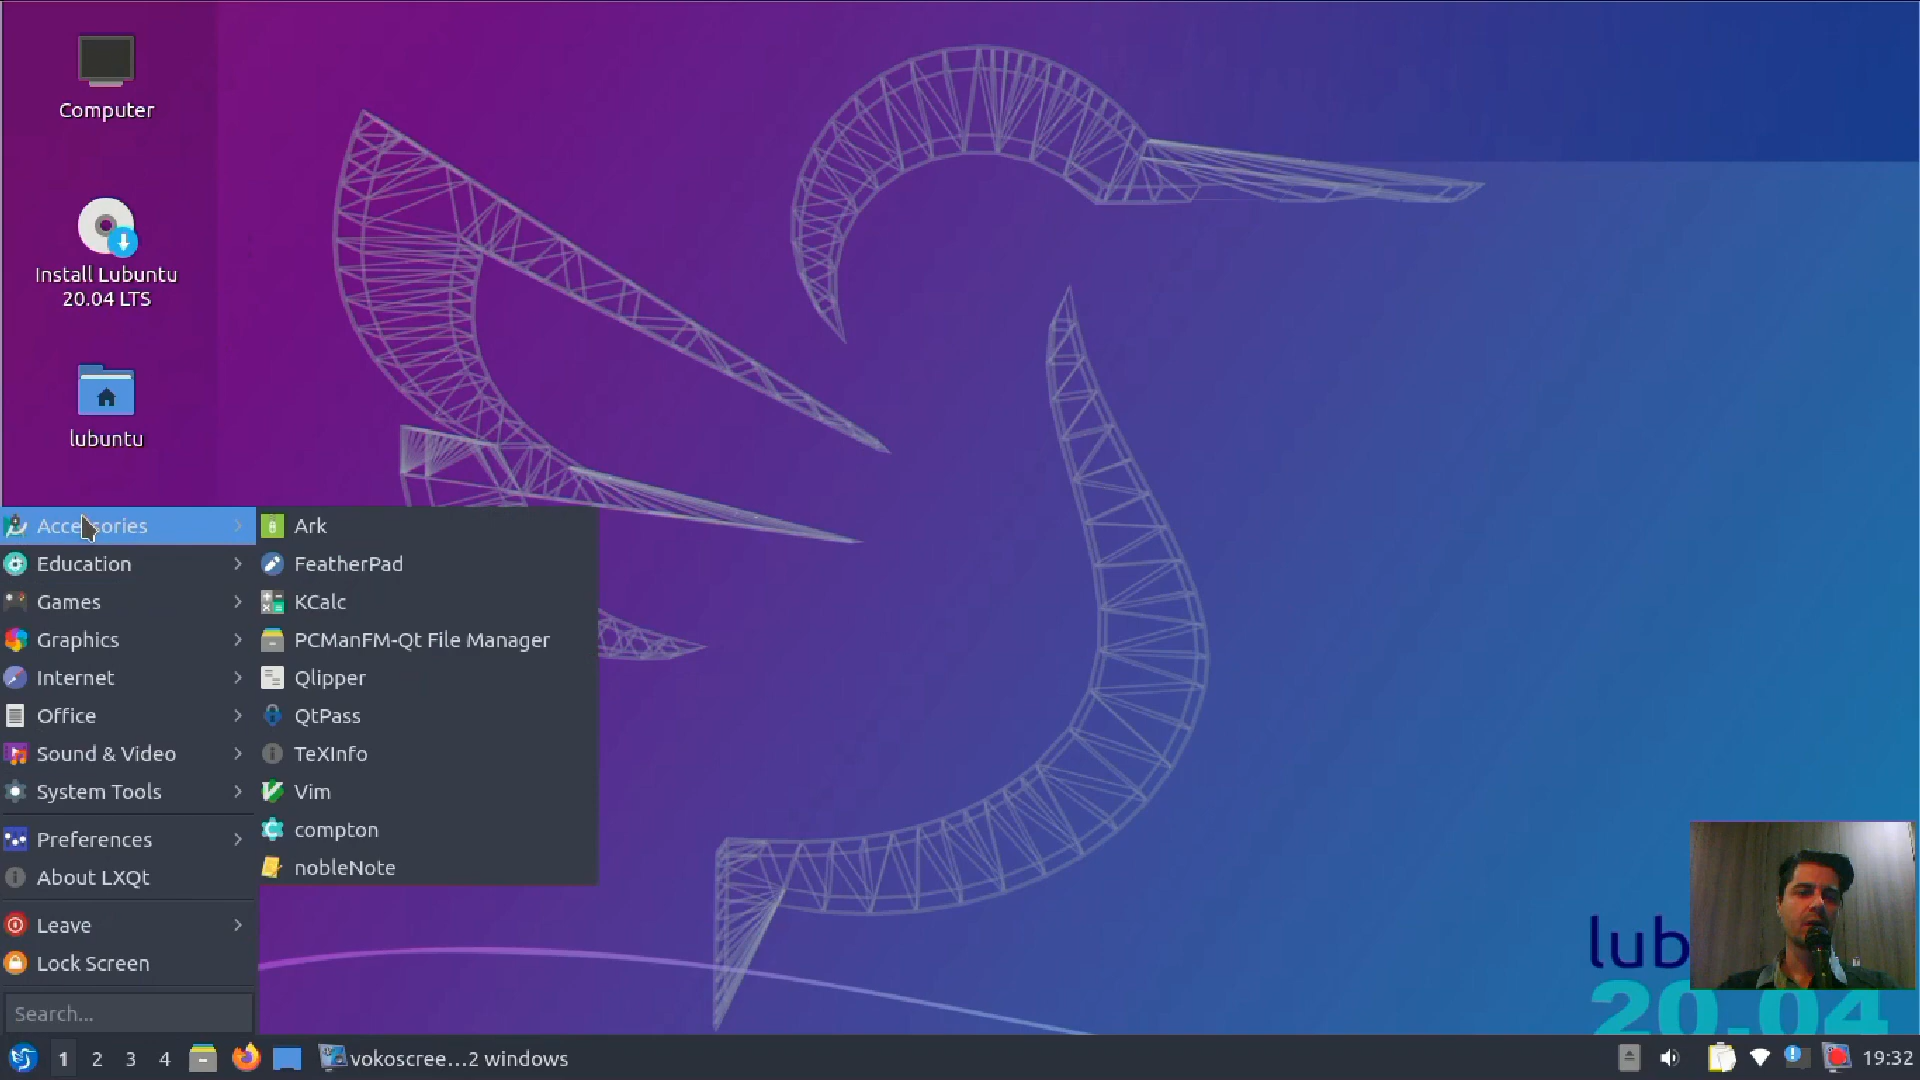 Computer
Install Lubuntu
20.04 LTS
lubuntu
Accessories
Education
Games
Graphics
Internet
Office
Sound & Video
System Tools
Preferences
About LXQt
Leave
Lock Screen
Search...
Ark
FeatherPad
KCalc
PCManFM-Qt File Manager
Qlipper
QtPass
TeXInfo
Vim
compton
nobleNote
lub
20.04
1 2 3 4 vokoscree...2 windows 19:32